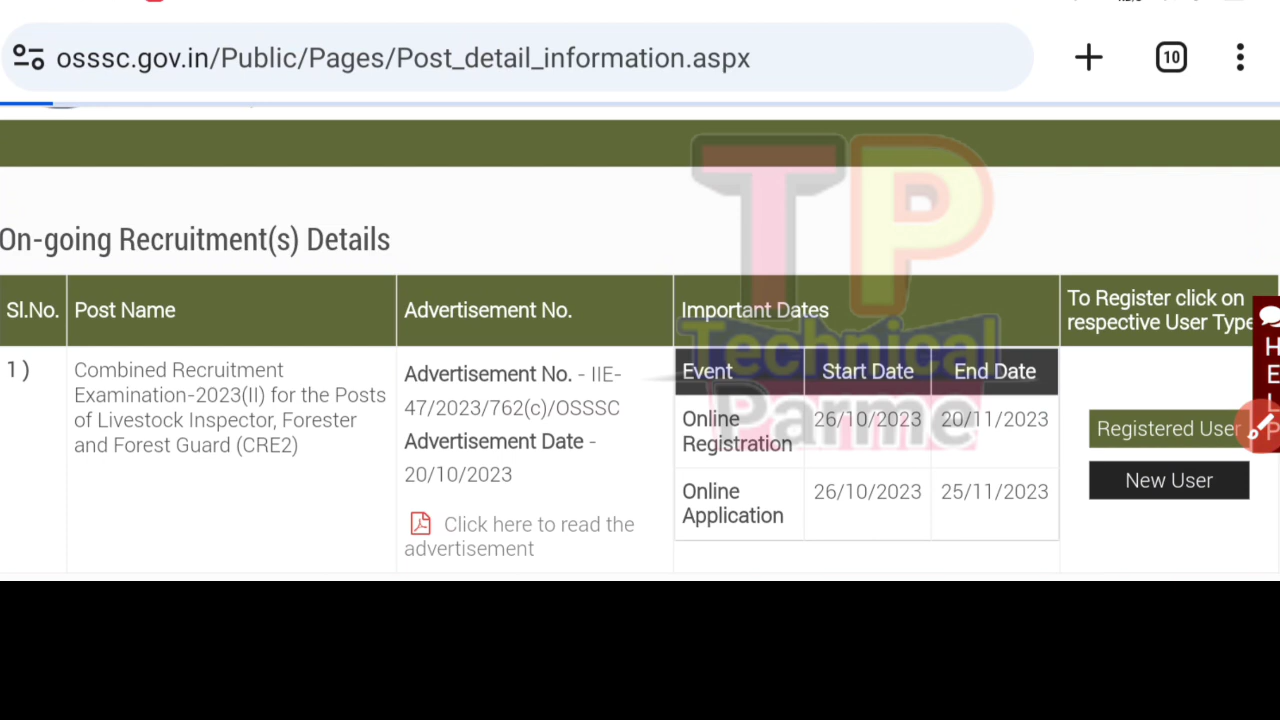 osssc.gov.in/Public/Pages/Post_detail_information.aspx
10
On-going Recruitment(s) Details
Sl.No.
Post Name
Advertisement No.
Important Dates
To Register click on
respective User Type
1 )
Combined Recruitment
Examination-2023(II) for the Posts
of Livestock Inspector, Forester
and Forest Guard (CRE2)
Advertisement No. - IIE-
47/2023/762(c)/OSSSC
Advertisement Date -
20/10/2023
Click here to read the
advertisement
Event Start Date End Date
Online
Registration
26/10/2023 20/11/2023
Online
Application
26/10/2023 25/11/2023
Registered User
New User
H
E
L
P
TP
Technical
Parme